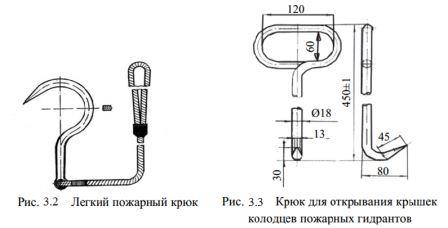 120
60
450±1
Ø18
13
30
45
80
Рис. 3.2 Легкий пожарный крюк
Рис. 3.3 Крюк для открывания крышек
колодцев пожарных гидрантов